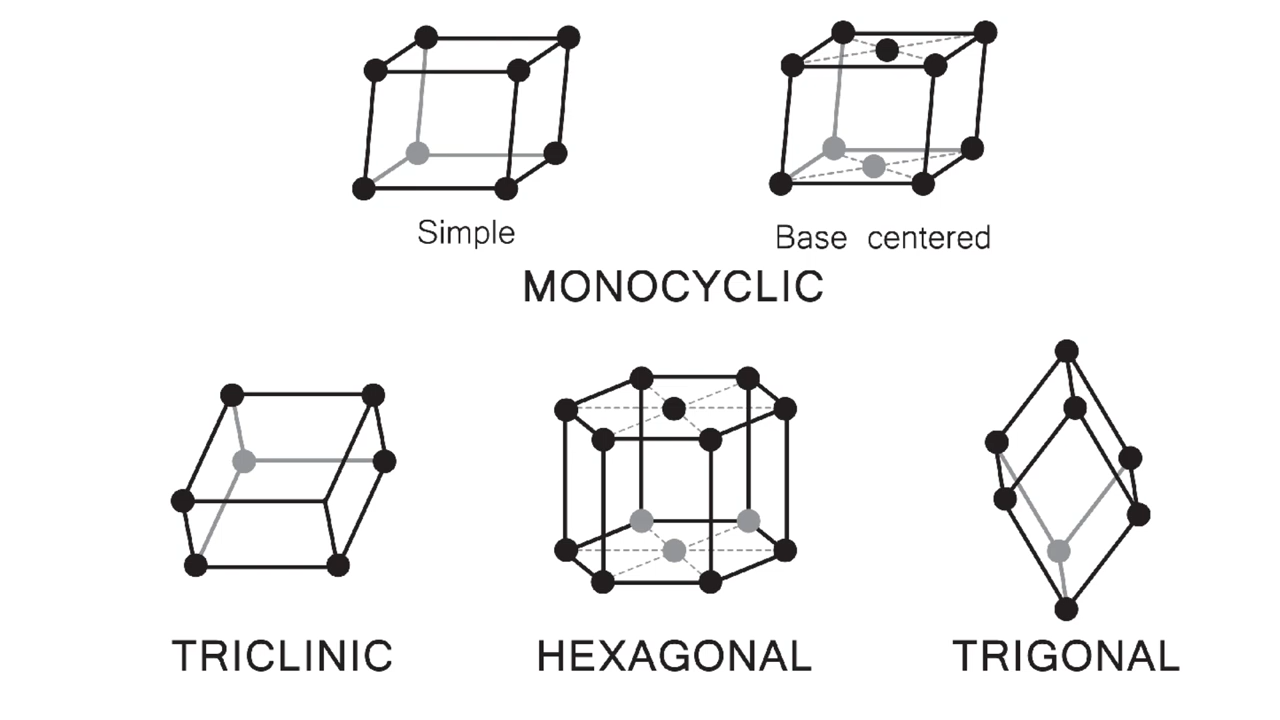 Simple
Base centered
MONOCYCLIC
TRICLINIC
HEXAGONAL
TRIGONAL